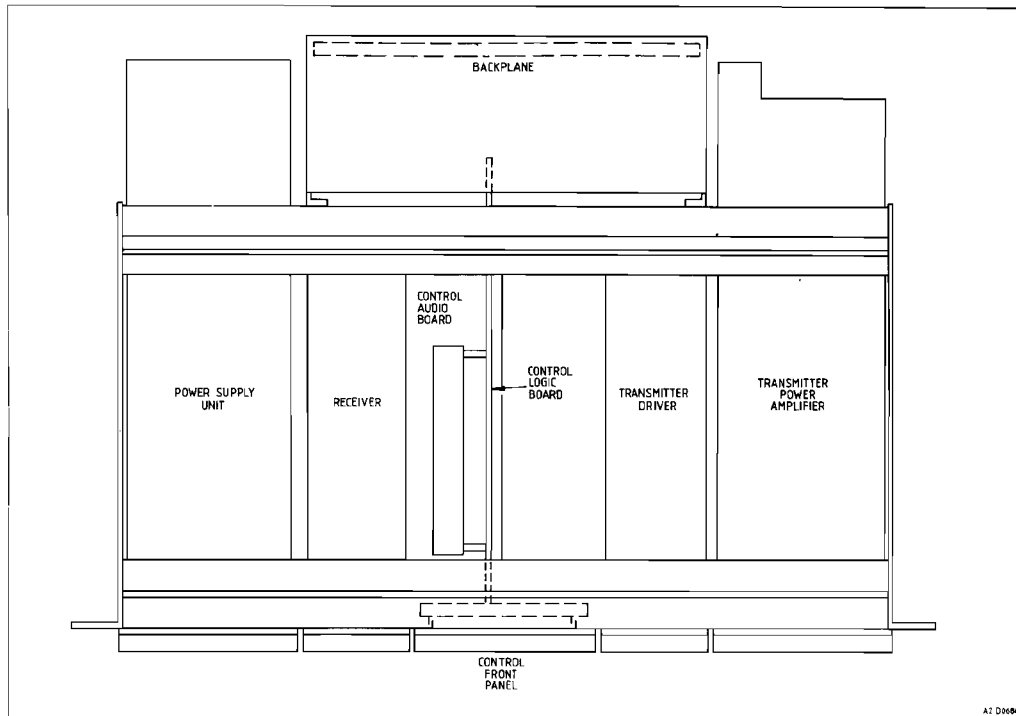 BACKPLANE
CONTROL
AUDIO
BOARD
POWER SUPPLY
UNIT
RECEIVER
CONTROL
LOGIC
BOARD
TRANSMITTER
DRIVER
TRANSMITTER
POWER
AMPLIFIER
CONTROL
FRONT
PANEL
A2